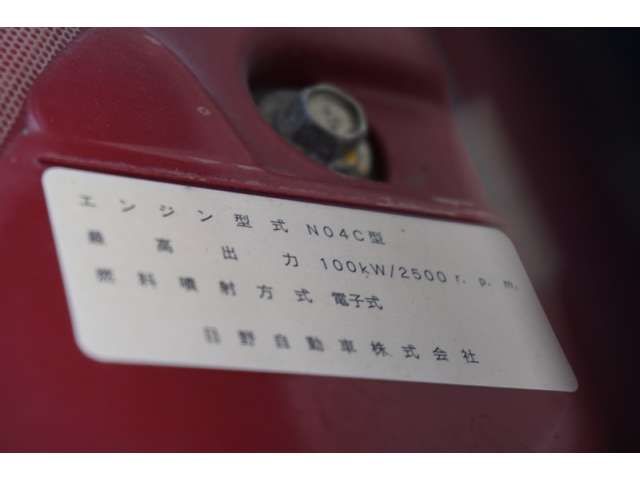 エンジン型式 N04C型
最高出力 100kW/2500 r.p.m.
燃料噴射方式 電子式
日野自動車株式会社